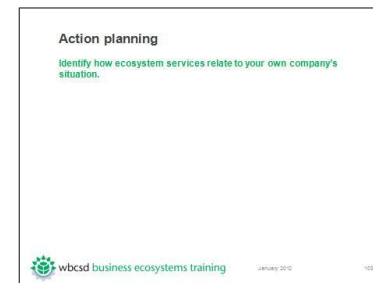 Action planning
Identify how ecosystem services relate to your own company's
situation.
wbcsd business ecosystems training
January 2012